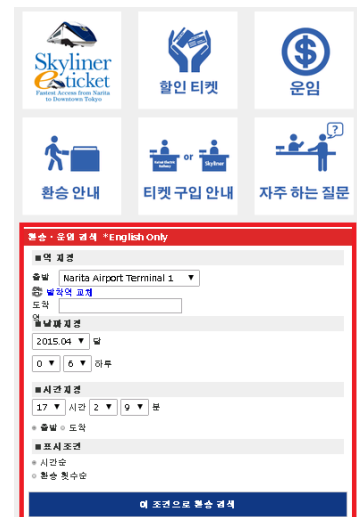 Skyliner
e-ticket
Fastest Access from Narita
to Downtown Tokyo
할인 티켓
$
운임
환승 안내
or
Skyliner
티켓 구입 안내
?
자주 하는 질문
환승・운임 검색 *English Only
■역 지정
출발 Narita Airport Terminal 1 ▼
역
발착역 교체
도착
역
■날짜지정
2015.04 ▼ 달
0 ▼ 6 ▼ 하루
■시간지정
17 ▼ 시간 2 ▼ 9 ▼ 분
출발 도착
■표시조건
시간순
환승 횟수순
이 조건으로 환승 검색